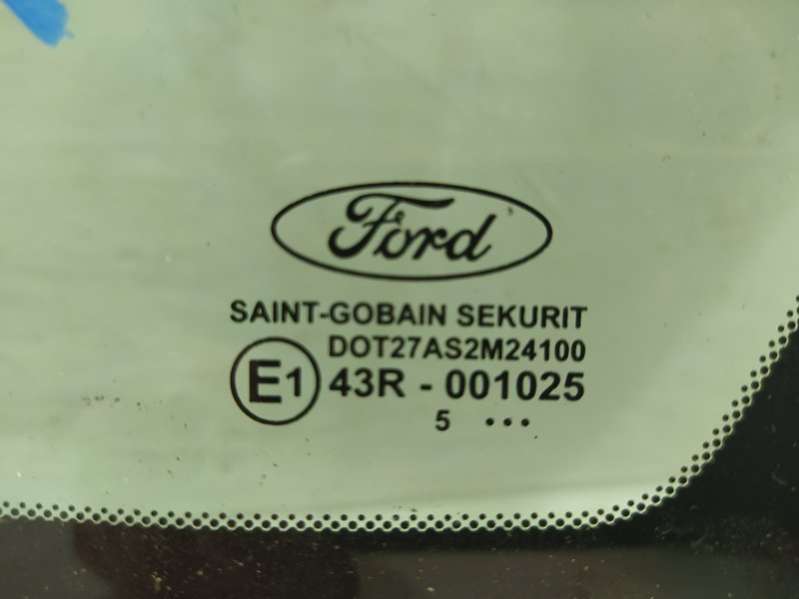 Ford
SAINT-GOBAIN SEKURIT
DOT27AS2M24100
E1 43R - 001025
5 •••